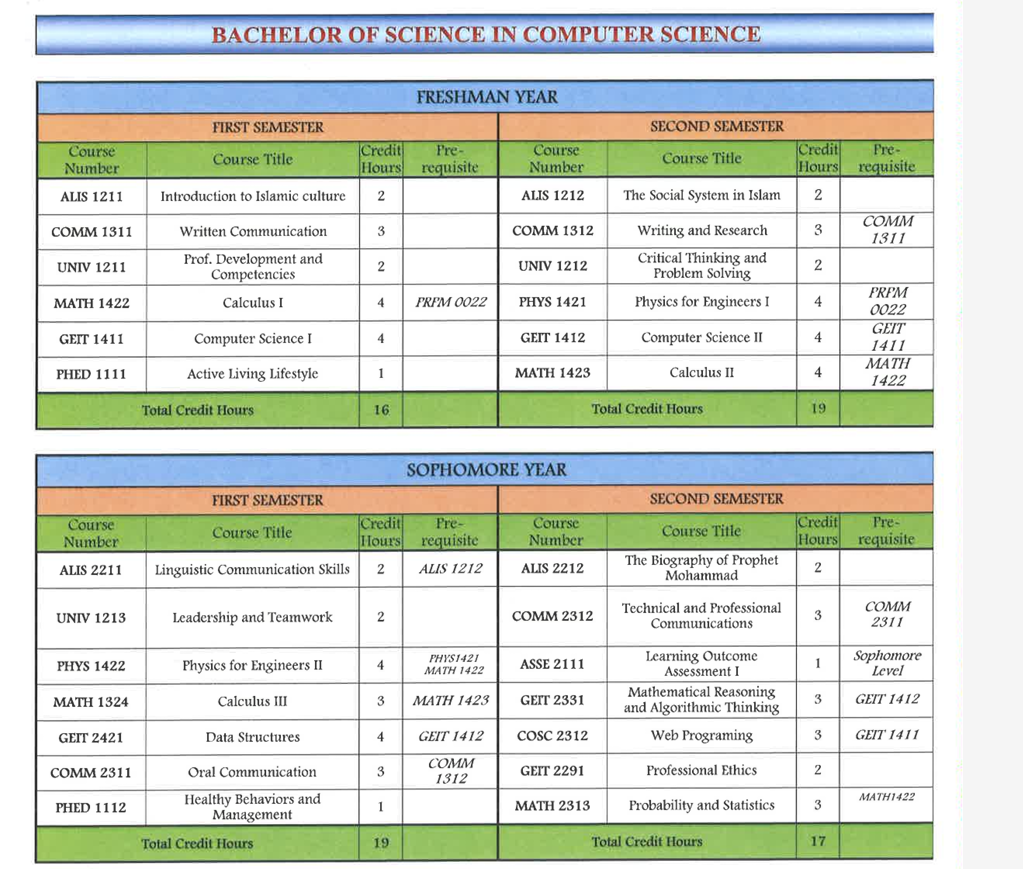 BACHELOR OF SCIENCE IN COMPUTER SCIENCE
FRESHMAN YEAR
FIRST SEMESTER SECOND SEMESTER
Course Number Course Title Credit Hours Pre-requisite Course Number Course Title Credit Hours Pre-requisite
ALIS 1211 Introduction to Islamic culture 2 ALIS 1212 The Social System in Islam 2
COMM 1311 Written Communication 3 COMM 1312 Writing and Research 3 COMM 1311
UNIV 1211 Prof. Development and Competencies 2 UNIV 1212 Critical Thinking and Problem Solving 2
MATH 1422 Calculus I 4 PRPM 0022 PHYS 1421 Physics for Engineers I 4 PRPM 0022
GEIT 1411 Computer Science I 4 GEIT 1412 Computer Science II 4 GEIT 1411
PHED 1111 Active Living Lifestyle 1 MATH 1423 Calculus II 4 MATH 1422
Total Credit Hours 16 Total Credit Hours 19
SOPHOMORE YEAR
FIRST SEMESTER SECOND SEMESTER
Course Number Course Title Credit Hours Pre-requisite Course Number Course Title Credit Hours Pre-requisite
ALIS 2211 Linguistic Communication Skills 2 ALIS 1212 ALIS 2212 The Biography of Prophet Mohammad 2
UNIV 1213 Leadership and Teamwork 2 COMM 2312 Technical and Professional Communications 3 COMM 2311
PHYS 1422 Physics for Engineers II 4 PHYS1421 MATH 1422 ASSE 2111 Learning Outcome Assessment I 1 Sophomore Level
MATH 1324 Calculus III 3 MATH 1423 GEIT 2331 Mathematical Reasoning and Algorithmic Thinking 3 GEIT 1412
GEIT 2421 Data Structures 4 GEIT 1412 COSC 2312 Web Programing 3 GEIT 1411
COMM 2311 Oral Communication 3 COMM 1312 GEIT 2291 Professional Ethics 2
PHED 1112 Healthy Behaviors and Management 1 MATH 2313 Probability and Statistics 3 MATH1422
Total Credit Hours 19 Total Credit Hours 17